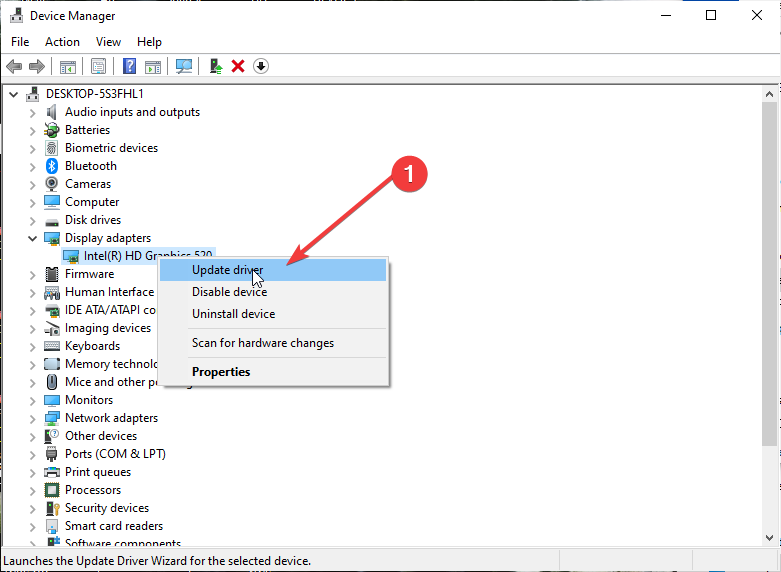 Device Manager
File Action View Help
DESKTOP-5S3FHL1
Audio inputs and outputs
Batteries
Biometric devices
Bluetooth
Cameras
Computer
Disk drives
Display adapters
Intel(R) HD Graphics 520
Firmware
Human Interface
IDE ATA/ATAPI co
Imaging devices
Keyboards
Memory technolo
Mice and other
Monitors
Network adapters
Other devices
Ports (COM & LPT)
Print queues
Processors
Security devices
Smart card readers
Software components
1
Update driver
Disable device
Uninstall device
Scan for hardware changes
Properties
Launches the Update Driver Wizard for the selected device.